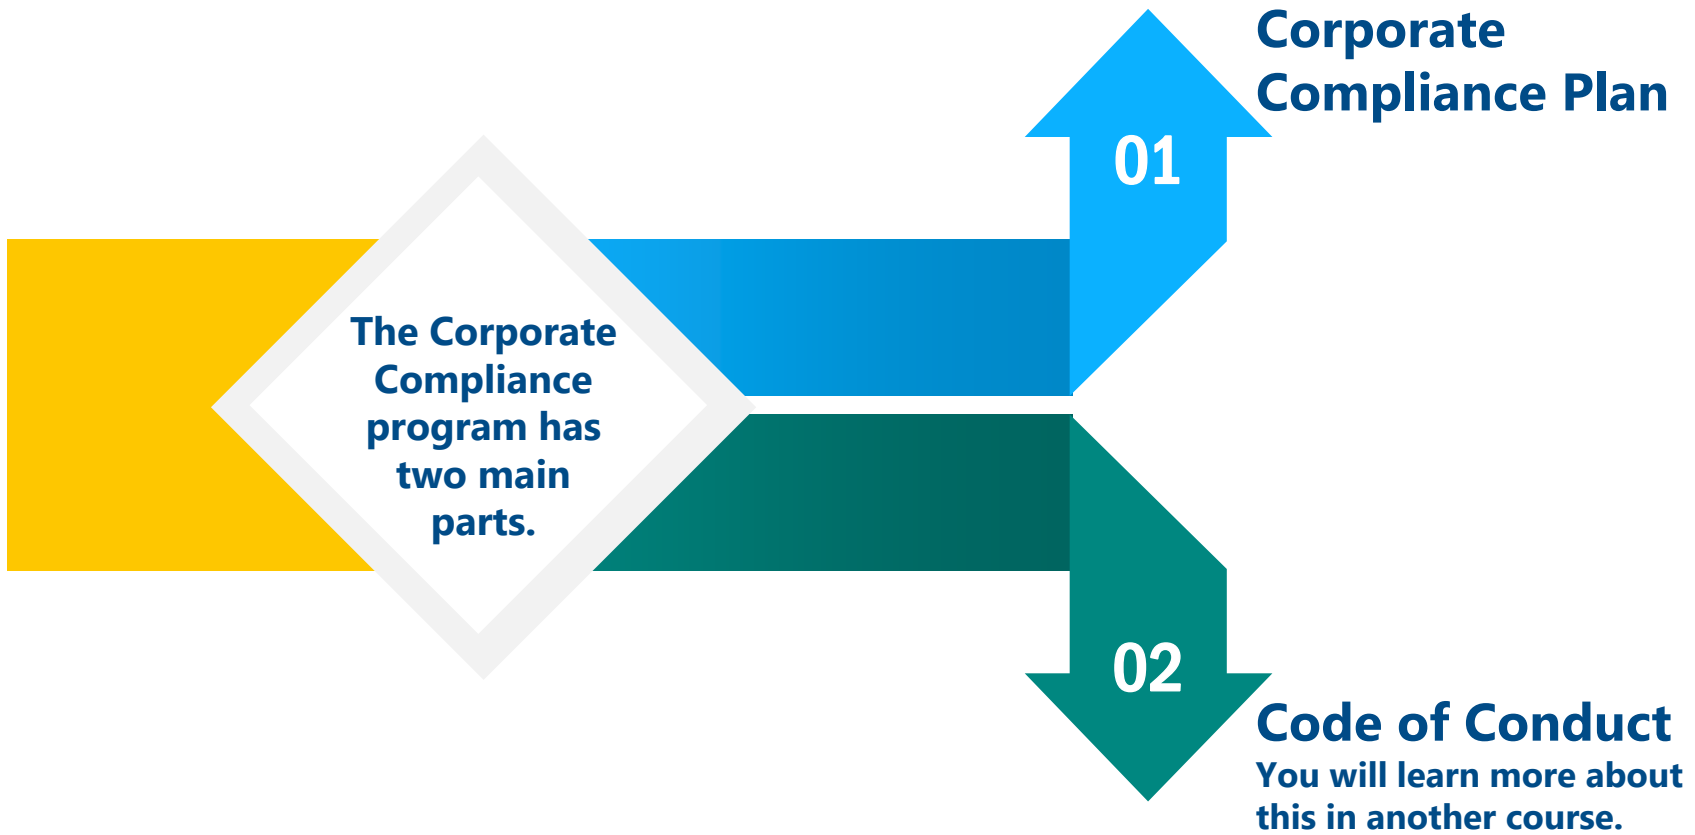 The Corporate
Compliance
program has
two main
parts.
01
Corporate
Compliance Plan
02
Code of Conduct
You will learn more about
this in another course.